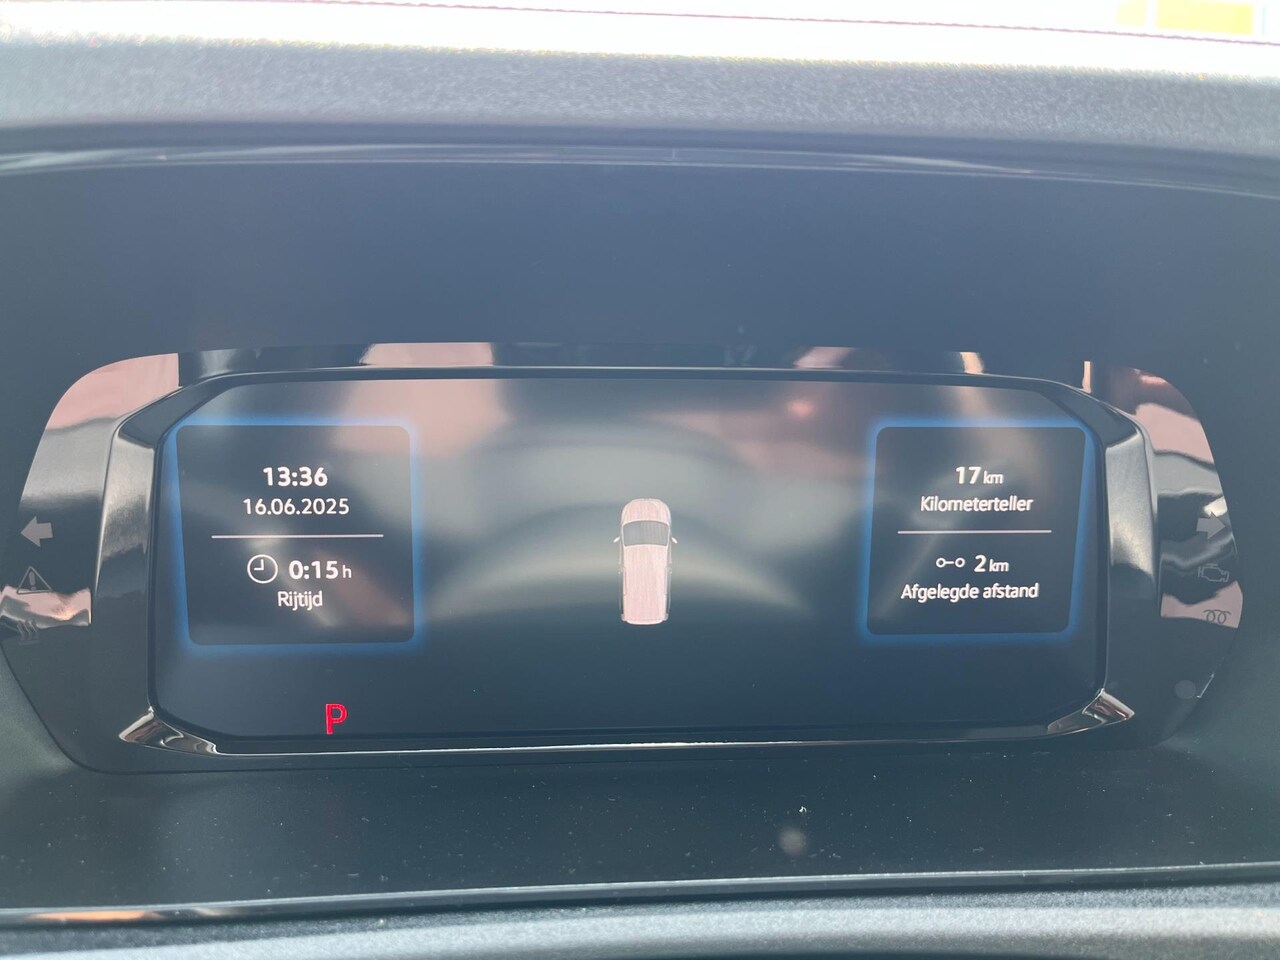 13:36
16.06.2025
0:15 h
Rijtijd
17 km
Kilometerteller
2 km
Afgelegde afstand
P